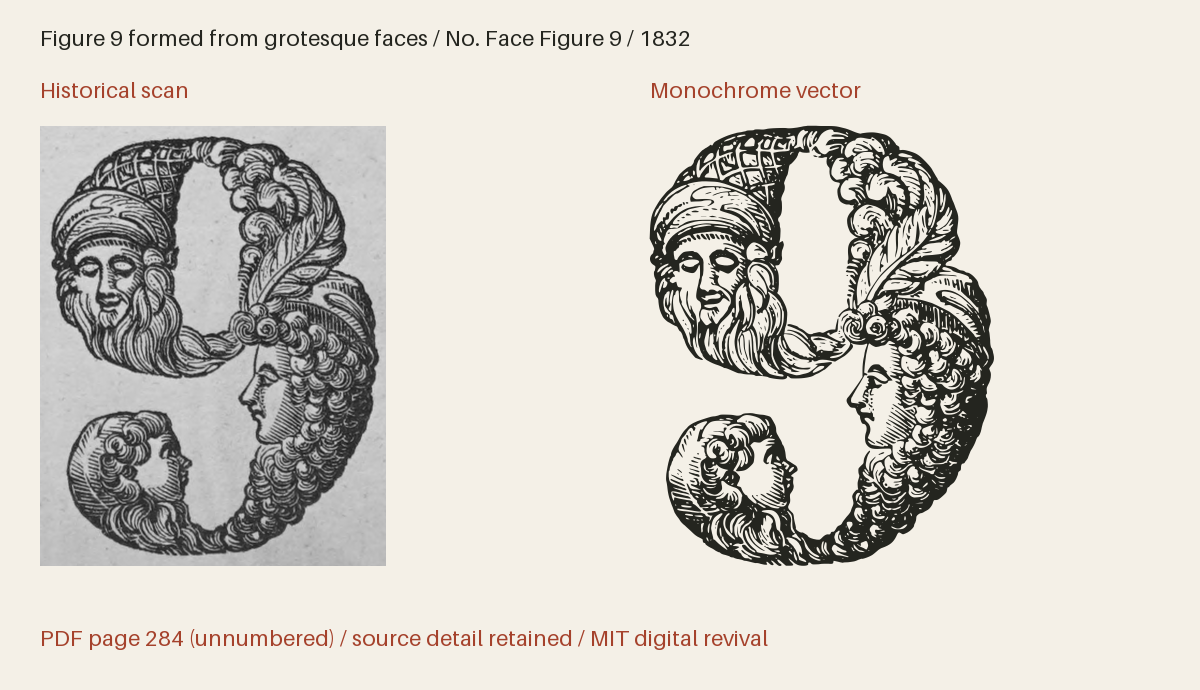 Figure 9 formed from grotesque faces / No. Face Figure 9 / 1832
Historical scan
Monochrome vector
PDF page 284 (unnumbered) / source detail retained / MIT digital revival